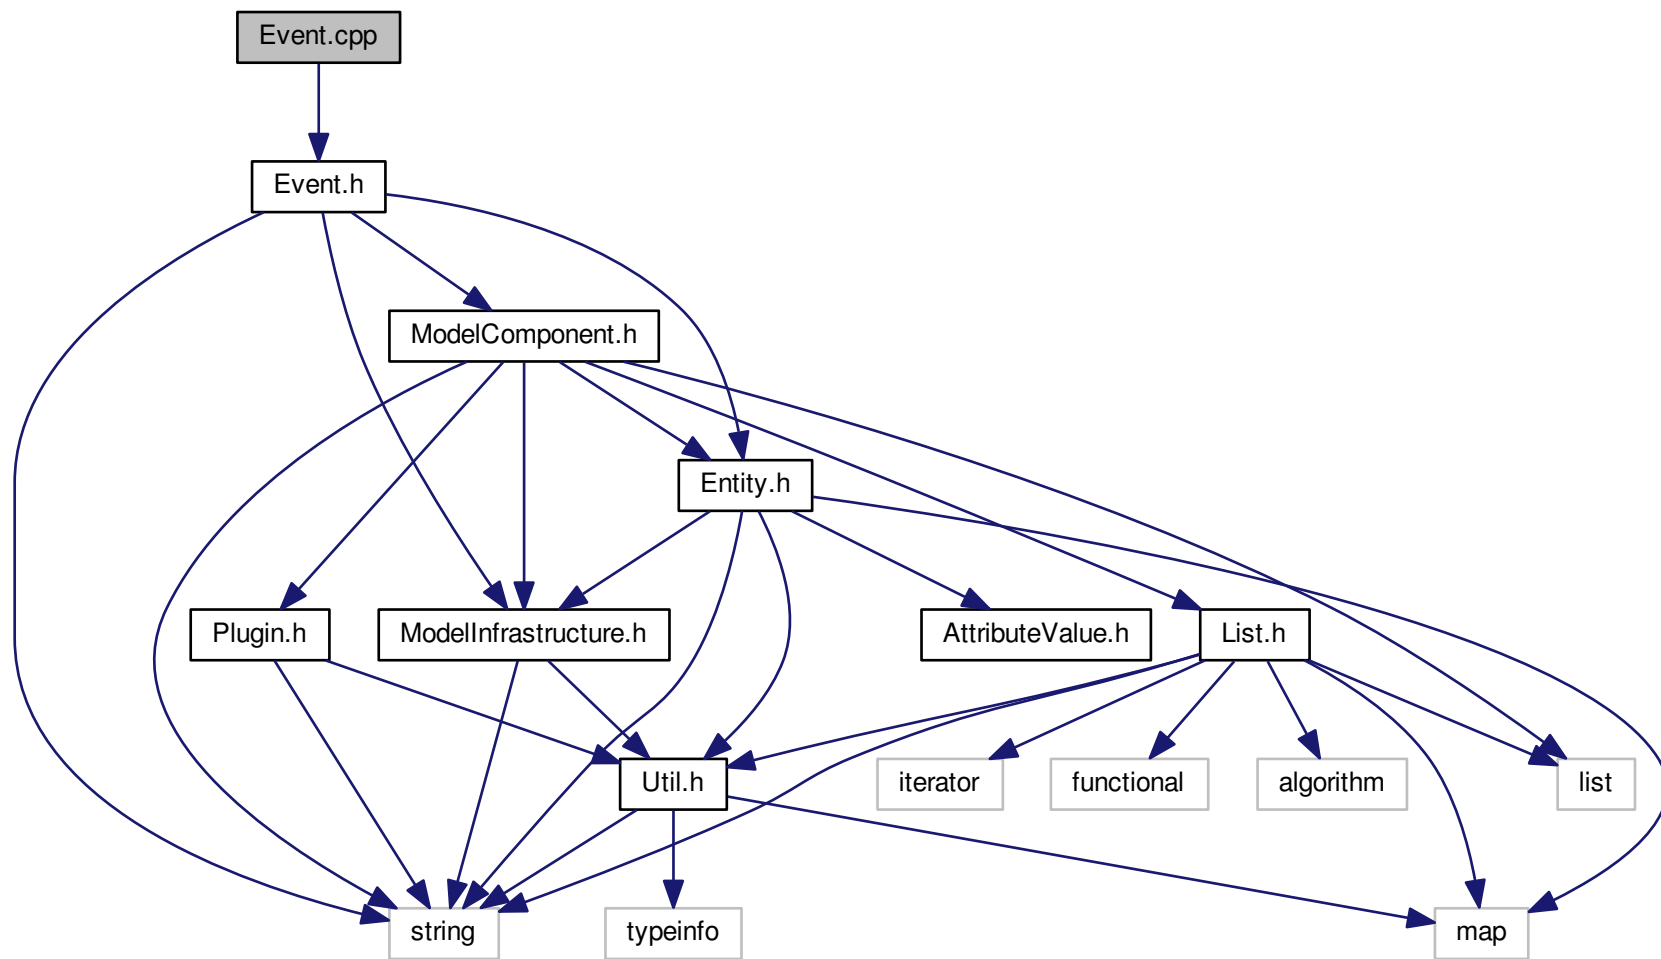 Event.cpp
Event.h
ModelComponent.h
Entity.h
Plugin.h
ModelInfrastructure.h
AttributeValue.h
List.h
Util.h
iterator
functional
algorithm
list
string
typeinfo
map